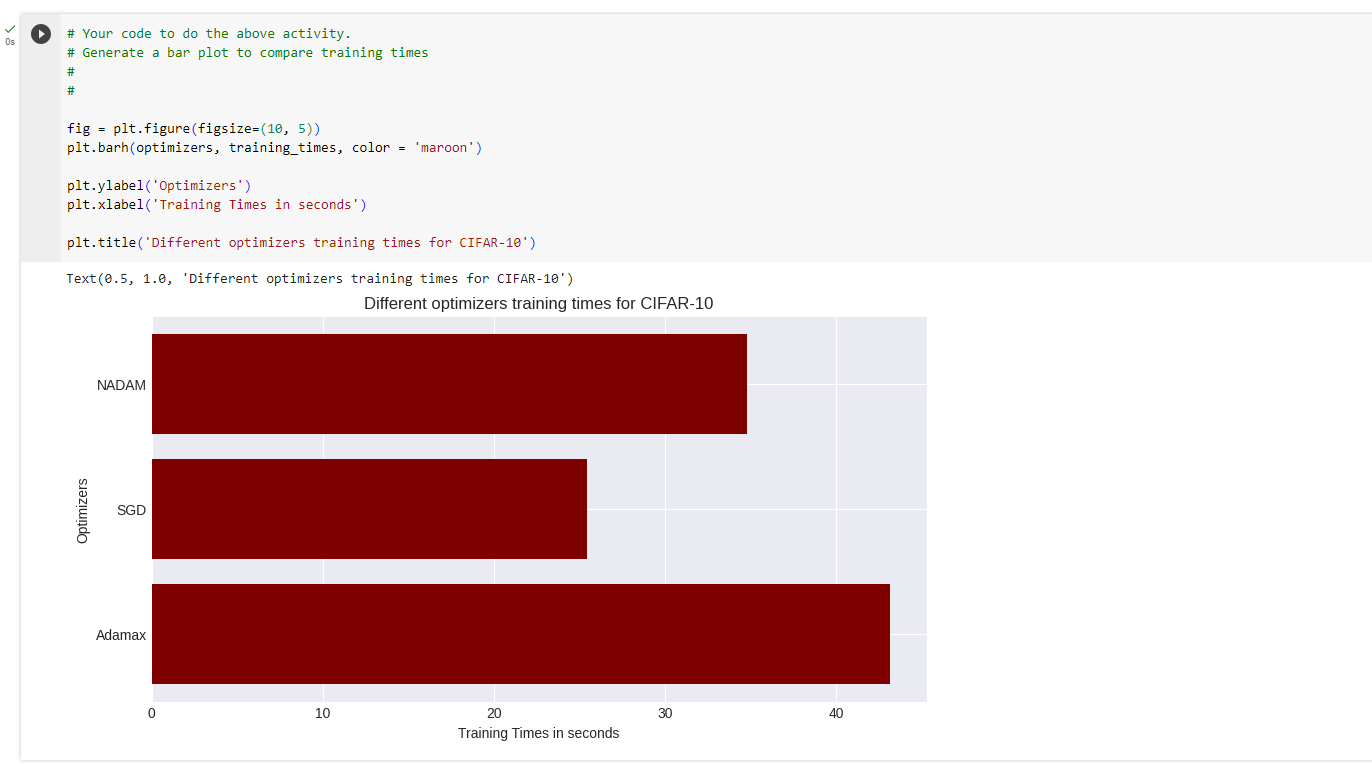 # Your code to do the above activity.
0s
# Generate a bar plot to compare training times
#
#
fig = plt.figure(figsize=(10, 5))
plt.barh(optimizers, training_times, color = 'maroon')
plt.ylabel('Optimizers')
plt.xlabel('Training Times in seconds')
plt.title('Different optimizers training times for CIFAR-10')
Text(0.5, 1.0, 'Different optimizers training times for CIFAR-10')
Different optimizers training times for CIFAR-10
NADAM
SGD
Optimizers
Adamax
0 10 20 30 40
Training Times in seconds